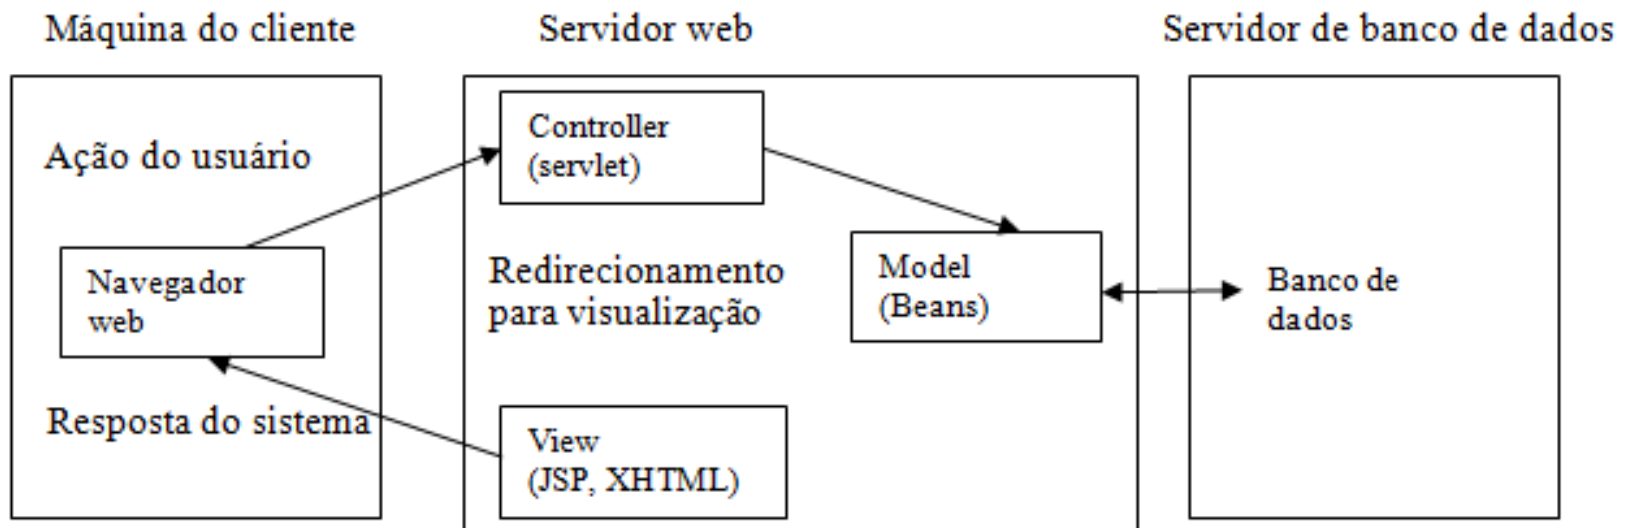 Máquina do cliente
Servidor web
Servidor de banco de dados
Ação do usuário
Navegador
web
Resposta do sistema
Controller
(servlet)
Redirecionamento
para visualização
Model
(Beans)
View
(JSP, XHTML)
Banco de
dados